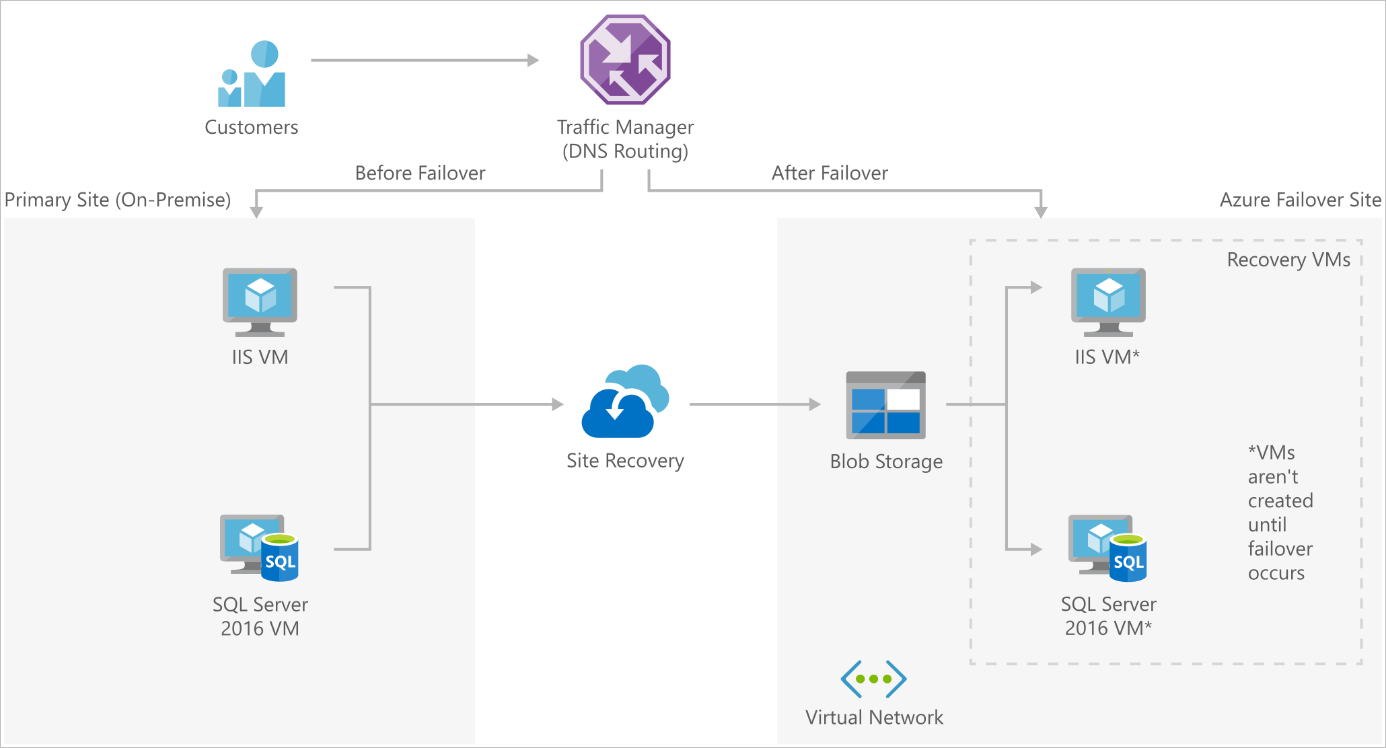 Customers
Traffic Manager
(DNS Routing)
Before Failover
After Failover
Primary Site (On-Premise)
Azure Failover Site
Recovery VMs
IIS VM
IIS VM*
Site Recovery
Blob Storage
*VMs
aren't
created
until
failover
occurs
SQL
SQL Server
2016 VM
SQL
SQL Server
2016 VM*
Virtual Network